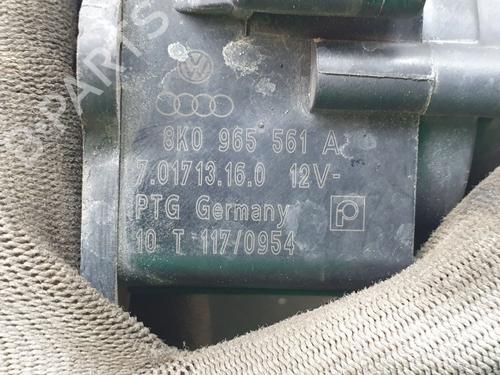 8K0 965 561 A
7.01713.16.0 12V-
PTG Germany
10 T 117/0954